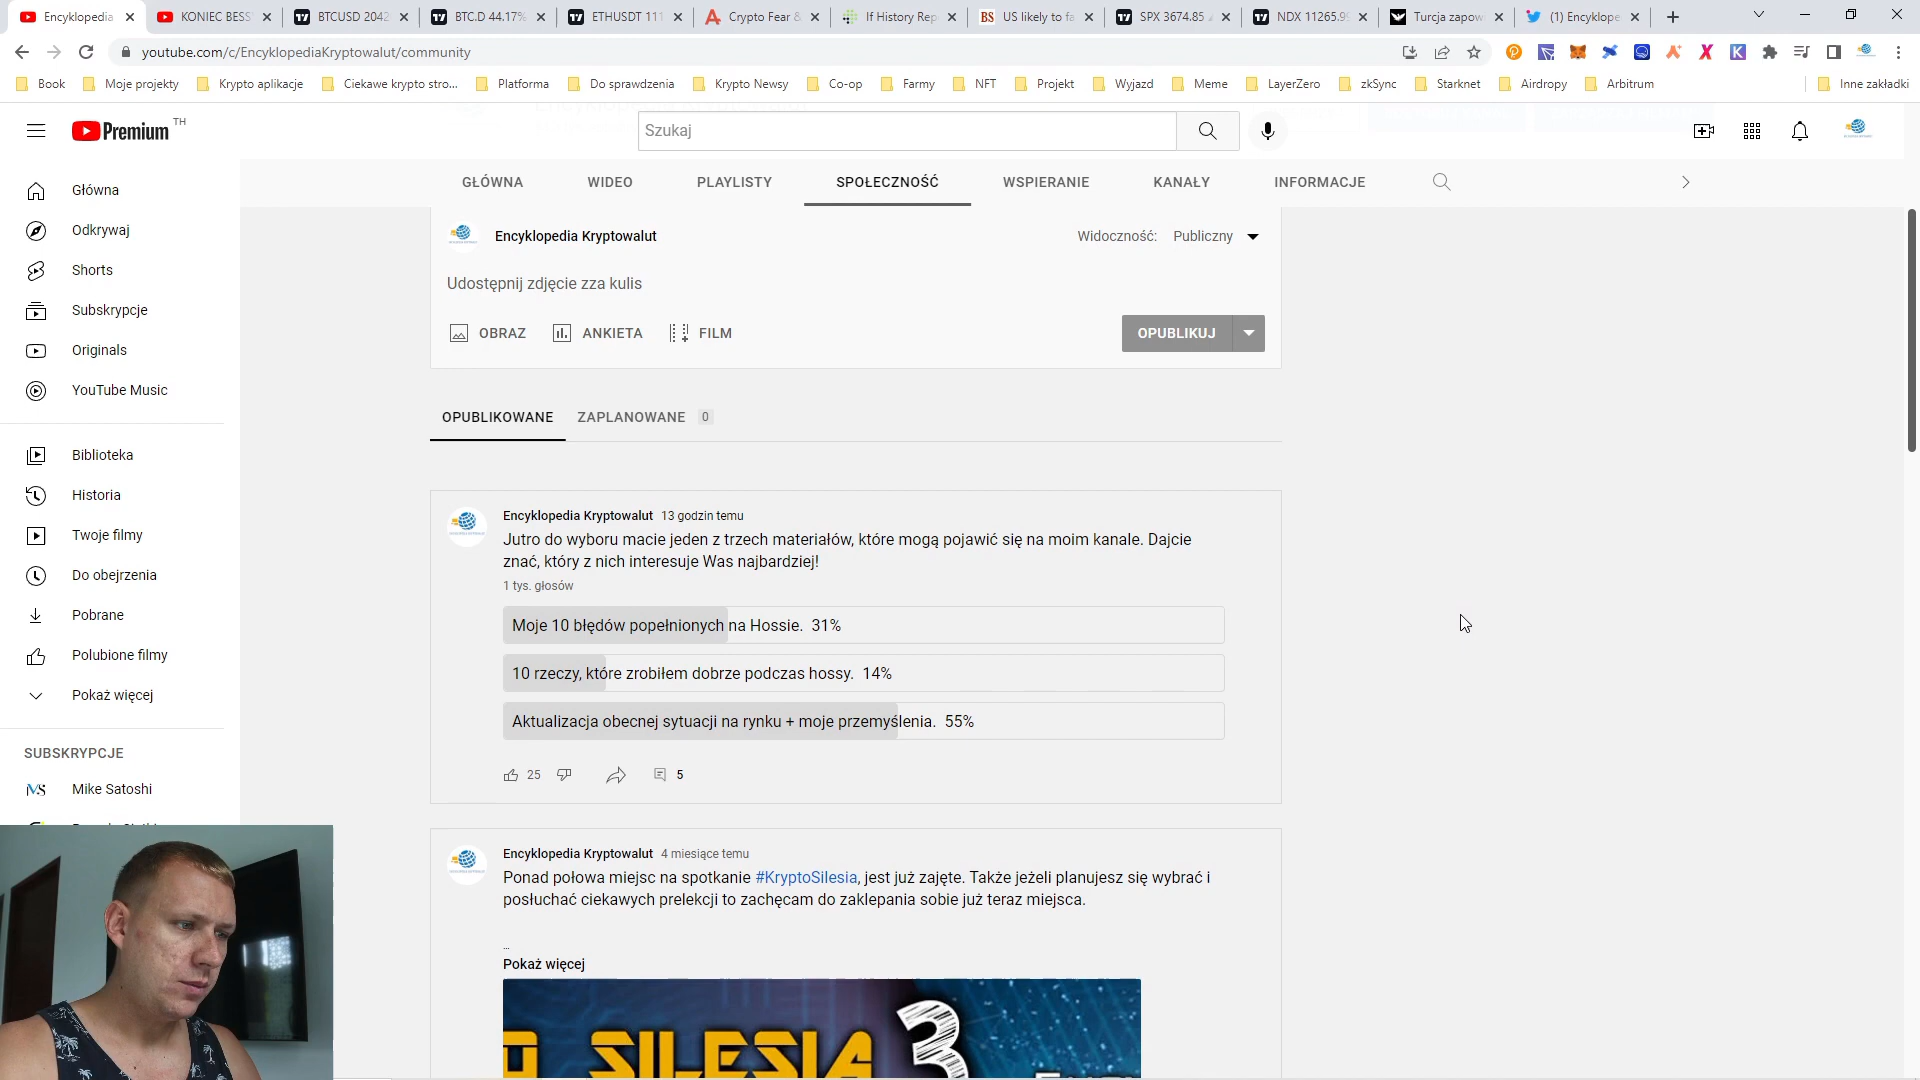 Encyklopedia
KONIEC BESS
BTCUSD 2042
BTC.D 44.17%
ETHUSDT 111
Crypto Fear &
If History Rep
US likely to fa
SPX 3674.85
NDX 11265.9
Turcja zapow
(1) Encyklope
youtube.com/c/EncyklopediaKryptowalut/community
Book
Moje projekty
Krypto aplikacje
Ciekawe krypto stro...
Platforma
Do sprawdzenia
Krypto Newsy
Co-op
Farmy
NFT
Projekt
Wyjazd
Meme
LayerZero
zkSync
Starknet
Airdropy
Arbitrum
Inne zakładki
Premium TH
Szukaj
GŁÓWNA
WIDEO
PLAYLISTY
SPOŁECZNOŚĆ
WSPIERANIE
KANAŁY
INFORMACJE
Główna
Odkrywaj
Shorts
Subskrypcje
Originals
YouTube Music
Biblioteka
Historia
Twoje filmy
Do obejrzenia
Pobrane
Polubione filmy
Pokaż więcej
SUBSKRYPCJE
Mike Satoshi
Encyklopedia Kryptowalut
Widoczność: Publiczny
Udostępnij zdjęcie zza kulis
OBRAZ
ANKIETA
FILM
OPUBLIKUJ
OPUBLIKOWANE
ZAPLANOWANE 0
Encyklopedia Kryptowalut 13 godzin temu
Jutro do wyboru macie jeden z trzech materiałów, które mogą pojawić się na moim kanale. Dajcie
znać, który z nich interesuje Was najbardziej!
1 tys. głosów
Moje 10 błędów popełnionych na Hossie. 31%
10 rzeczy, które zrobiłem dobrze podczas hossy. 14%
Aktualizacja obecnej sytuacji na rynku + moje przemyślenia. 55%
25
5
Encyklopedia Kryptowalut 4 miesiące temu
Ponad połowa miejsc na spotkanie #KryptoSilesia, jest już zajęte. Także jeżeli planujesz się wybrać i
posłuchać ciekawych prelekcji to zachęcam do zaklepania sobie już teraz miejsca.
...
Pokaż więcej
SILESIA 3